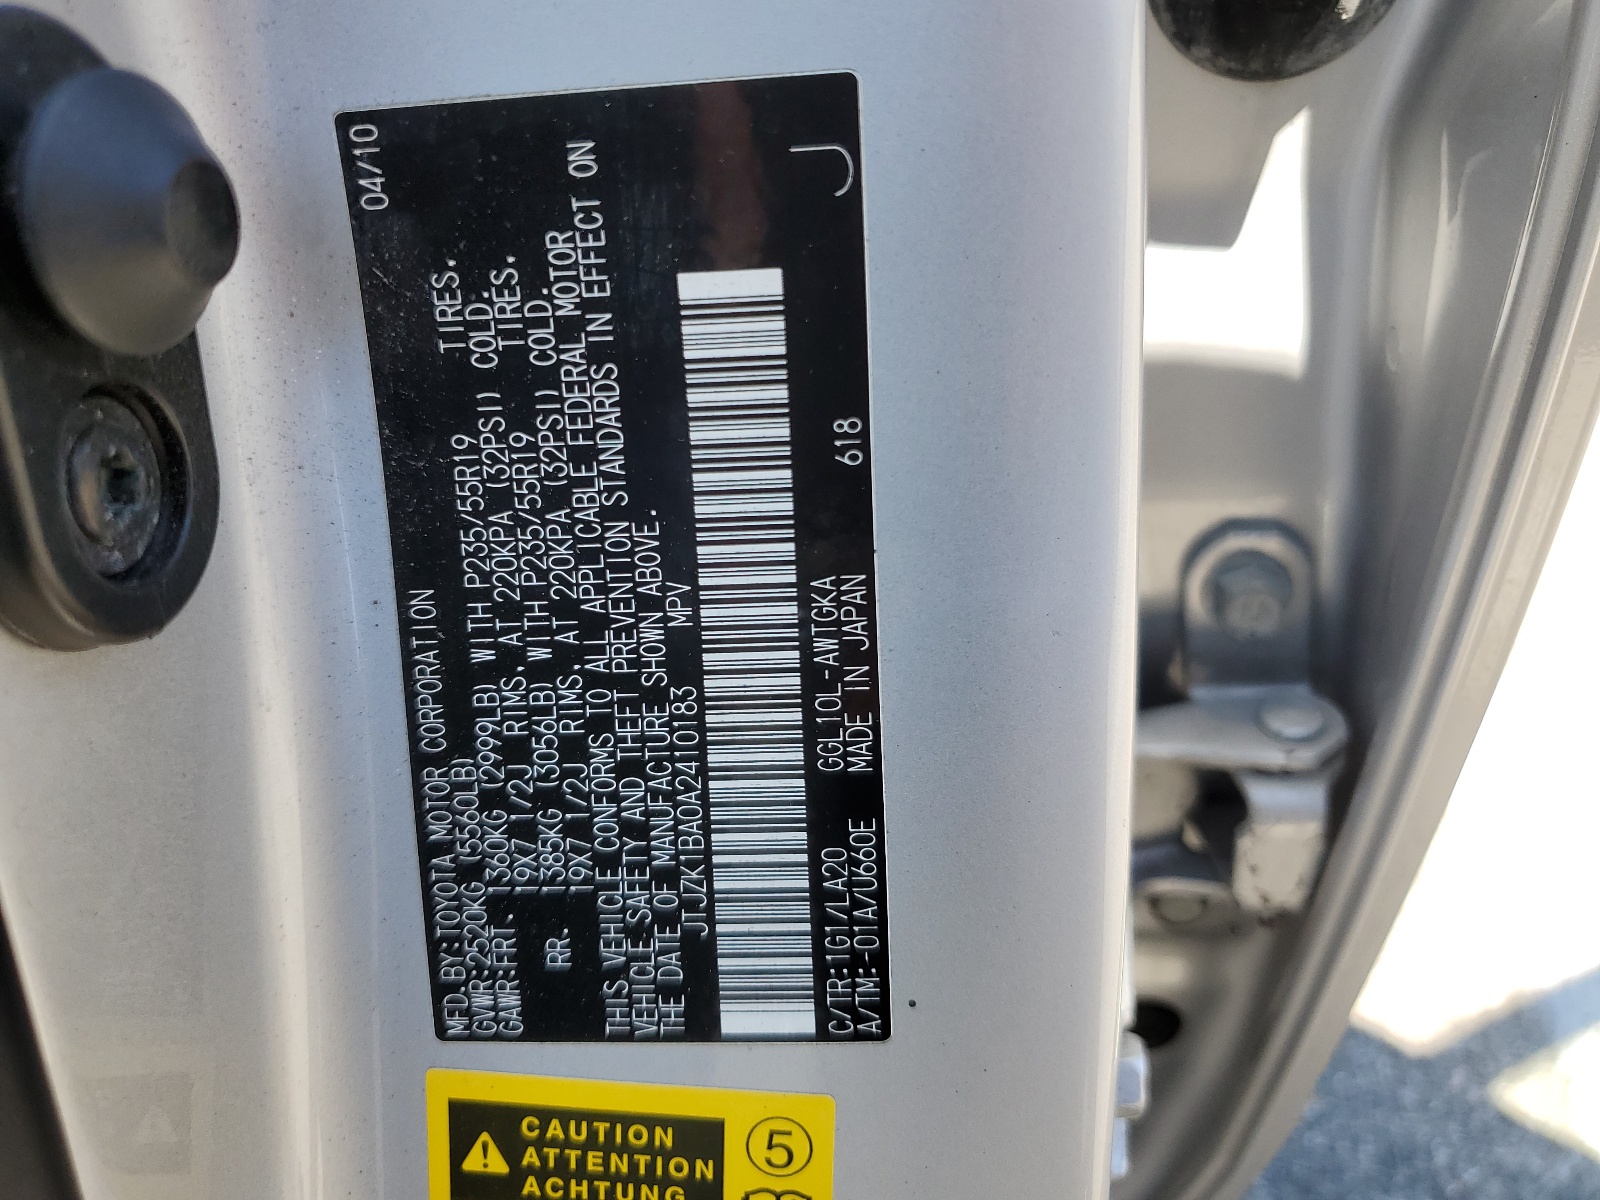 MFD.BY:TOYOTA MOTOR CORPORATION 04/10
GVWR:2520KG (5560LB)
GAWR:FRT. 1360KG (2999LB) WITH P235/55R19 TIRES.
19X7 1/2J RIMS, AT 220KPA (32PSI) COLD.
RR. 1385KG (3056LB) WITH P235/55R19 TIRES.
19X7 1/2J RIMS, AT 220KPA (32PSI) COLD.
THIS VEHICLE CONFORMS TO ALL APPLICABLE FEDERAL MOTOR
VEHICLE SAFETY AND THEFT PREVENTION STANDARDS IN EFFECT ON
THE DATE OF MANUFACTURE SHOWN ABOVE.
JTJZK1BA0A2410183 MPV
C/TR:1G1/LA20 GGL10L-AWTGKA
A/TM:-01A/U660E MADE IN JAPAN 618
J
CAUTION
ATTENTION
ACHTUNG
5